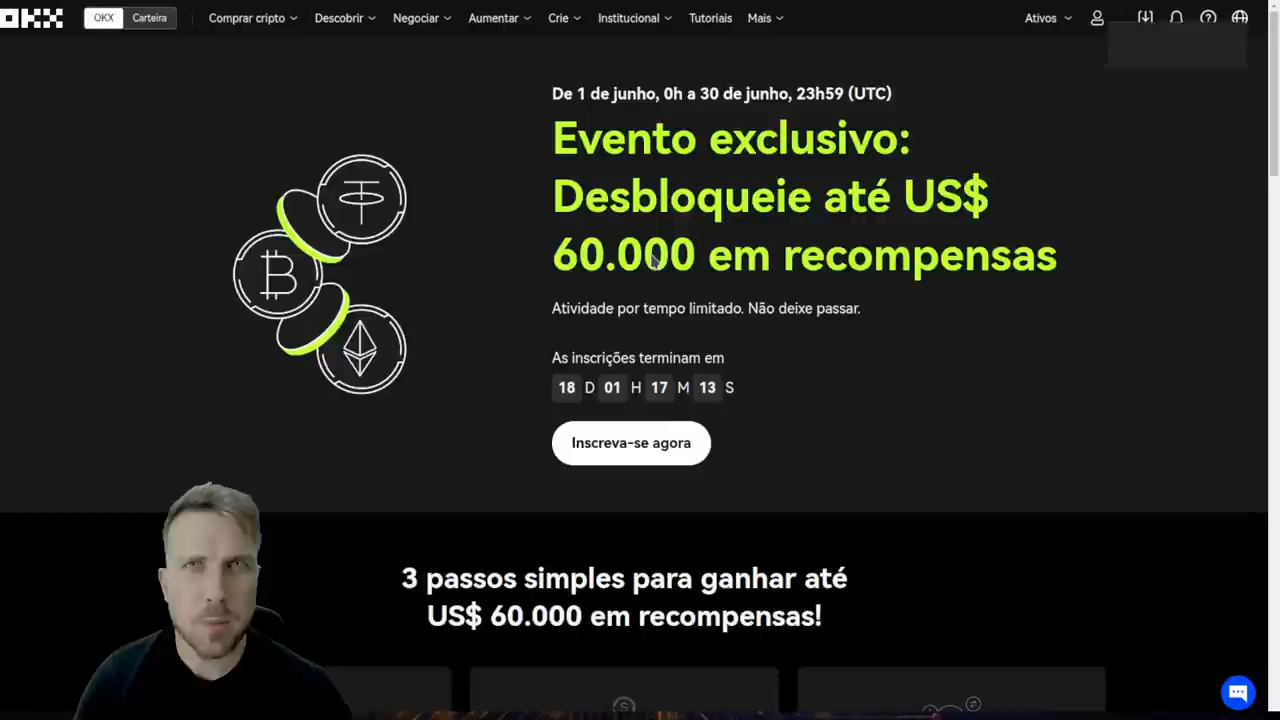 OKX
OKX Carteira Comprar cripto Descobrir Negociar Aumentar Crie Institucional Tutoriais Mais Ativos
De 1 de junho, 0h a 30 de junho, 23h59 (UTC)
Evento exclusivo:
Desbloqueie até US$
60.000 em recompensas
Atividade por tempo limitado. Não deixe passar.
As inscrições terminam em
18 D 01 H 17 M 13 S
Inscreva-se agora
3 passos simples para ganhar até
US$ 60.000 em recompensas!